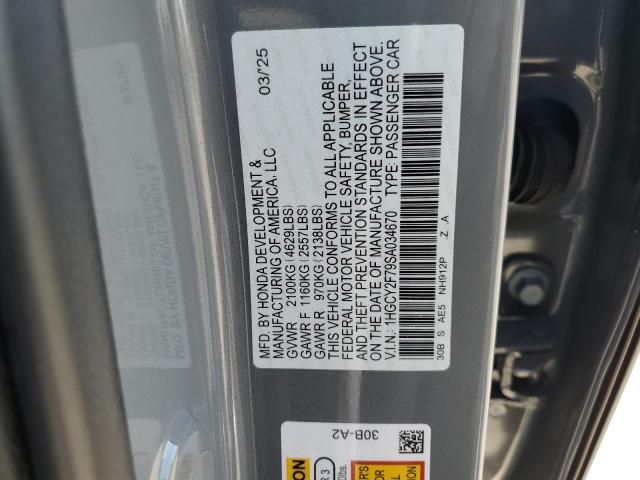 MFD. BY HONDA DEVELOPMENT &
MANUFACTURING OF AMERICA, LLC 03/'25
GVWR 2100KG (4629LBS)
GAWR F 1160KG (2557LBS)
GAWR R 970KG (2138LBS)
THIS VEHICLE CONFORMS TO ALL APPLICABLE
FEDERAL MOTOR VEHICLE SAFETY, BUMPER,
AND THEFT PREVENTION STANDARDS IN EFFECT
ON THE DATE OF MANUFACTURE SHOWN ABOVE.
V.I.N.: 1HGCY2F79SA034670 TYPE: PASSENGER CAR
30B S AE5 NH912P .Z .A
30B-A2